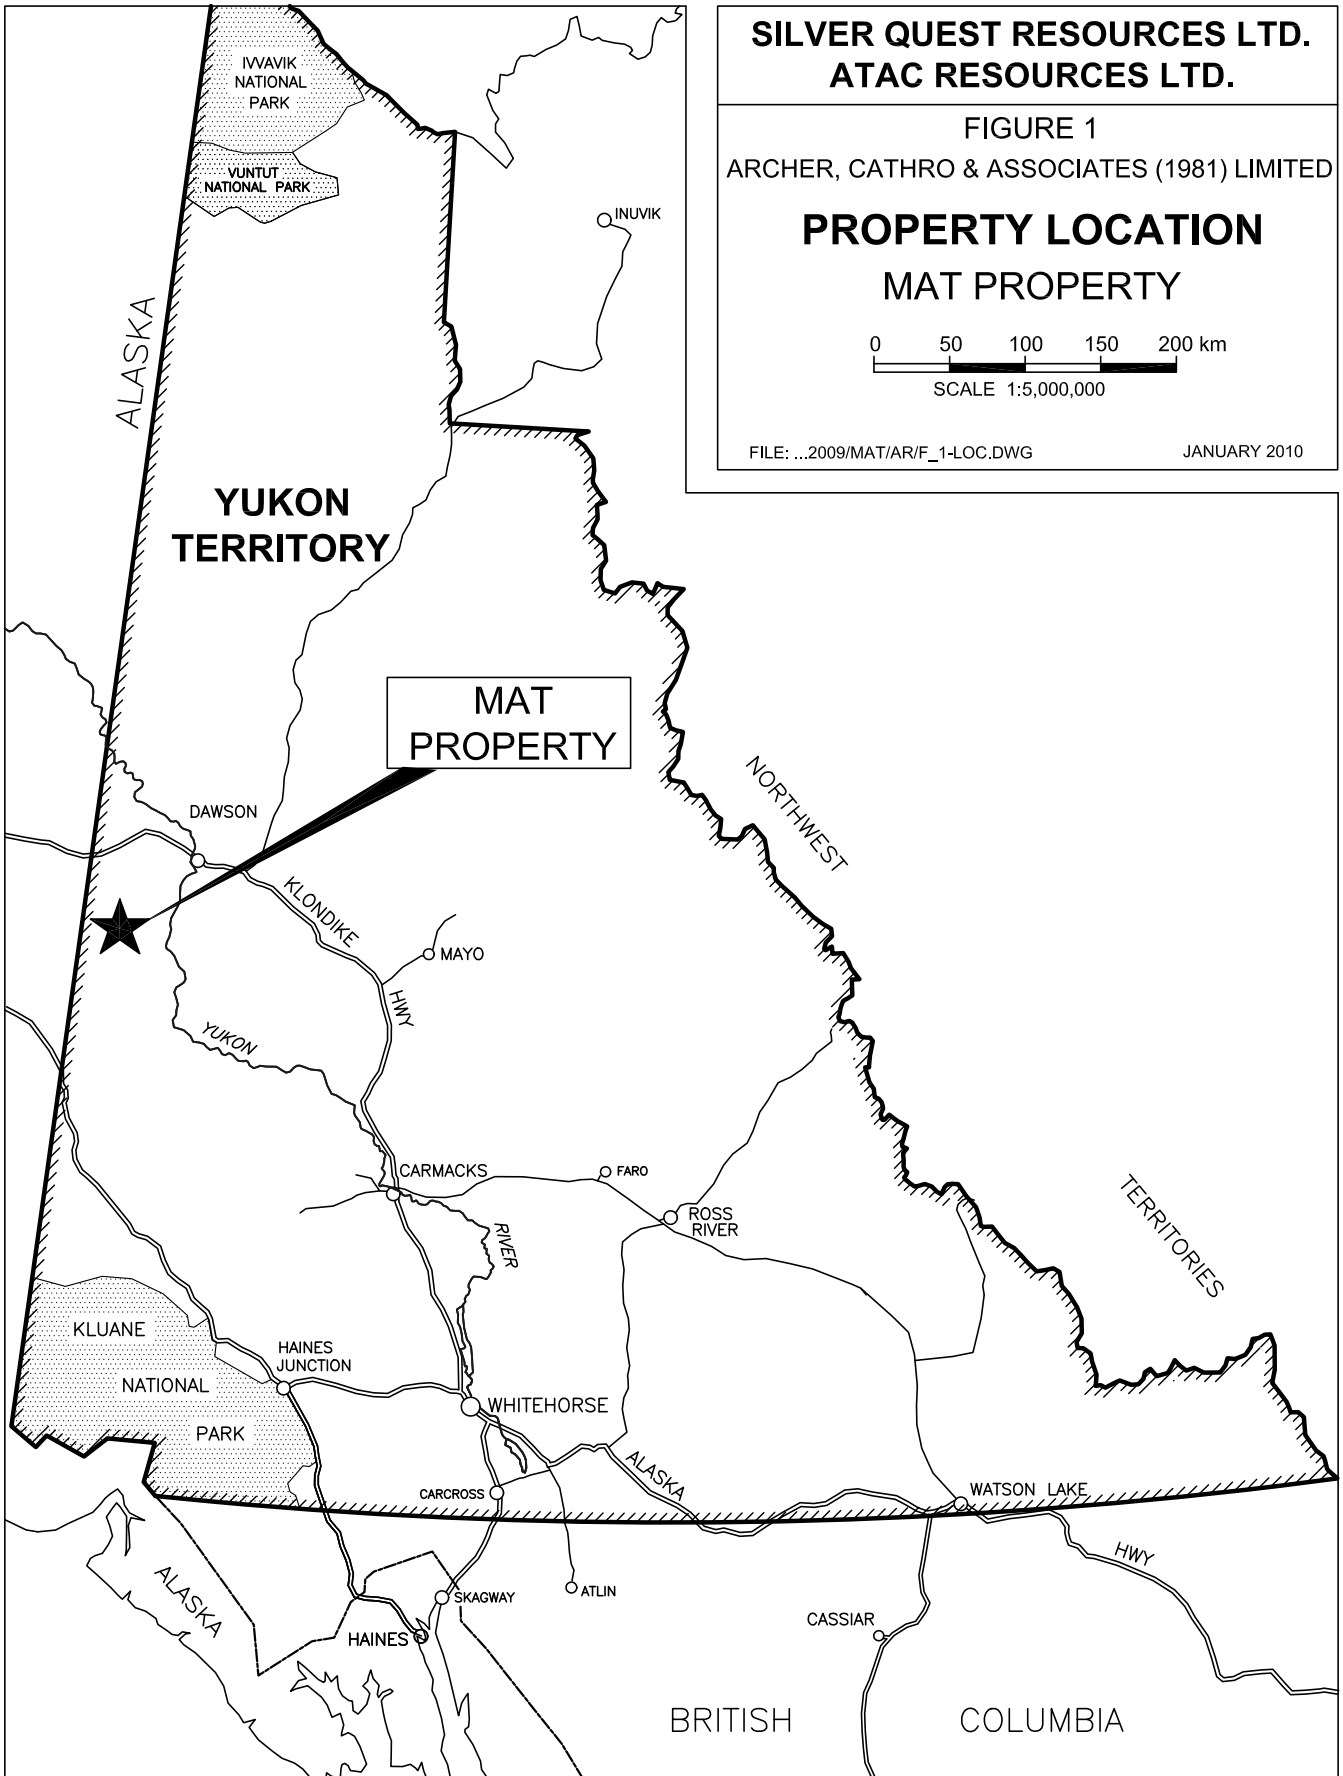 SILVER QUEST RESOURCES LTD.
ATAC RESOURCES LTD.
FIGURE 1
ARCHER, CATHRO & ASSOCIATES (1981) LIMITED
PROPERTY LOCATION
MAT PROPERTY
0 50 100 150 200 km
SCALE 1:5,000,000
FILE: ...2009/MAT/AR/F_1-LOC.DWG
JANUARY 2010
IVVAVIK
NATIONAL
PARK
VUNTUT
NATIONAL PARK
INUVIK
ALASKA
YUKON
TERRITORY
MAT
PROPERTY
NORTHWEST
DAWSON
KLONDIKE
MAYO
HWY
YUKON
CARMACKS
FARO
ROSS
RIVER
RIVER
TERRITORIES
KLUANE
NATIONAL
PARK
HAINES
JUNCTION
WHITEHORSE
CARCROSS
ALASKA
WATSON LAKE
HWY
ALASKA
SKAGWAY
ATLIN
HAINES
CASSIAR
BRITISH
COLUMBIA